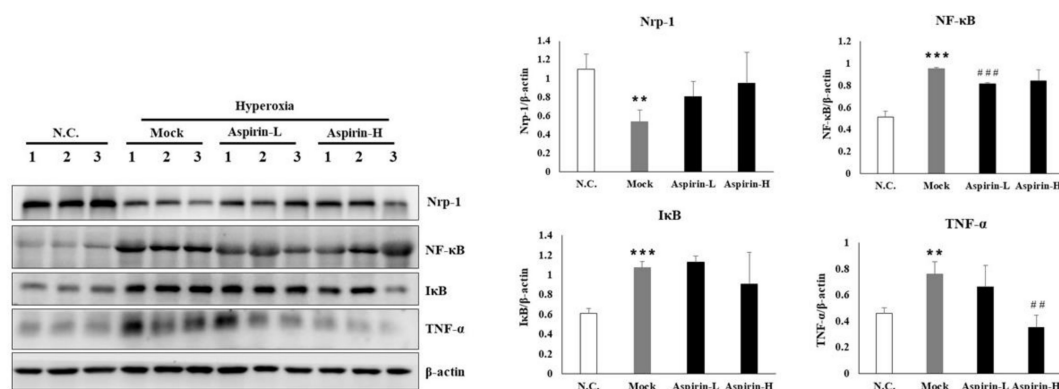 Hyperoxia
N.C. Mock Aspirin-L Aspirin-H
1 2 3 1 2 3 1 2 3 1 2 3
Nrp-1
NF-κB
IκB
TNF-α
β-actin
Nrp-1
Nrp-1/β-actin
1.4
1.2
1
0.8
0.6
0.4
0.2
0
**
N.C. Mock Aspirin-L Aspirin-H
NF-κB
NF-κB/β-actin
1.2
1
0.8
0.6
0.4
0.2
0
*** ###
N.C. Mock Aspirin-L Aspirin-H
IκB
IκB/β-actin
1.4
1.2
1
0.8
0.6
0.4
0.2
0
***
N.C. Mock Aspirin-L Aspirin-H
TNF-α
TNF-α/β-actin
1
0.8
0.6
0.4
0.2
0
**
##
N.C. Mock Aspirin-L Aspirin-H